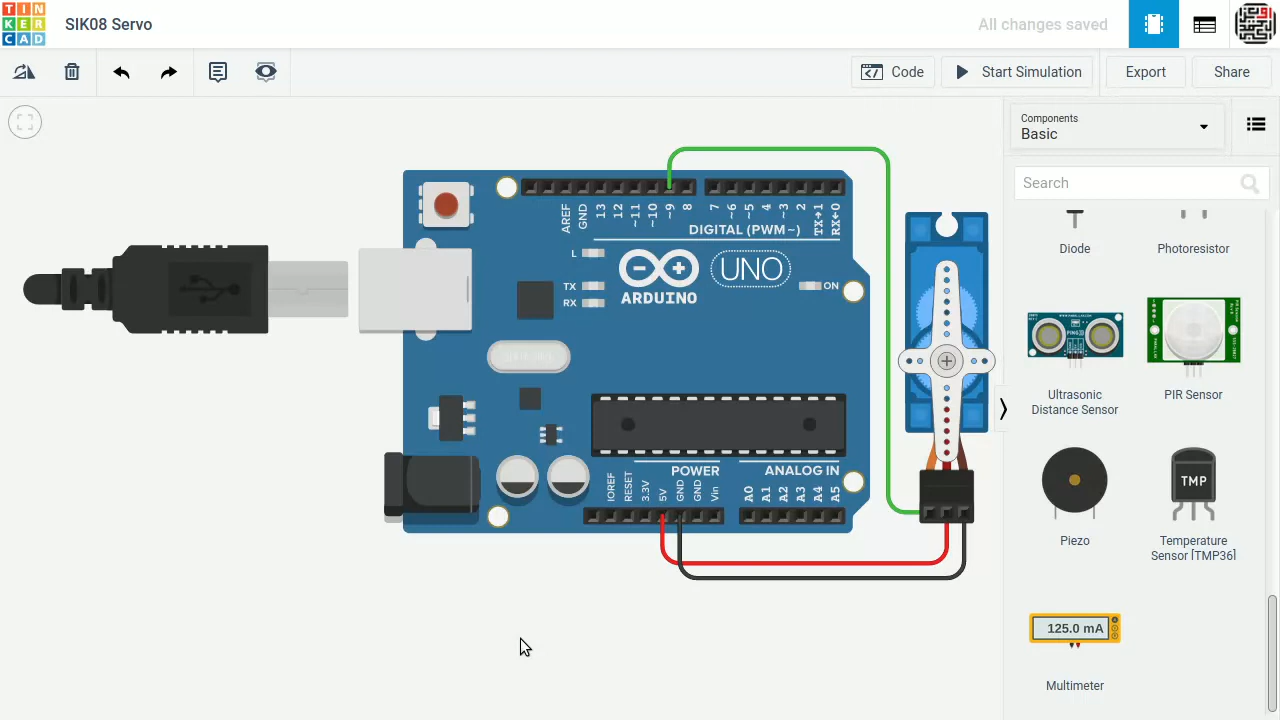 TIN
KER
CAD
SIK08 Servo
All changes saved
Code
Start Simulation
Export
Share
Components
Basic
Search
Diode
Photoresistor
Ultrasonic
Distance Sensor
PIR Sensor
Piezo
TMP
Temperature
Sensor [TMP36]
125.0 mA
Multimeter
AREF
GND
13
12
~11
~10
~9
8
7
~6
~5
4
~3
2
TX→1
RX←0
DIGITAL (PWM~)
L
TX
RX
ARDUINO
UNO
ON
POWER
ANALOG IN
IOREF
RESET
3.3V
5V
GND
GND
Vin
A0
A1
A2
A3
A4
A5